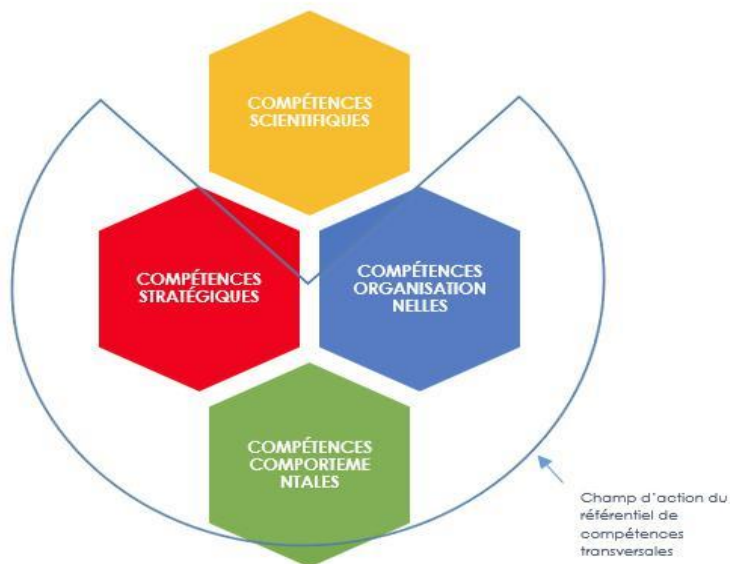 COMPÉTENCES
SCIENTIFIQUES
COMPÉTENCES
STRATÉGIQUES
COMPÉTENCES
ORGANISATION
NELLES
COMPÉTENCES
COMPORTEME
NTALES
Champ d'action du
référentiel de
compétences
transversales